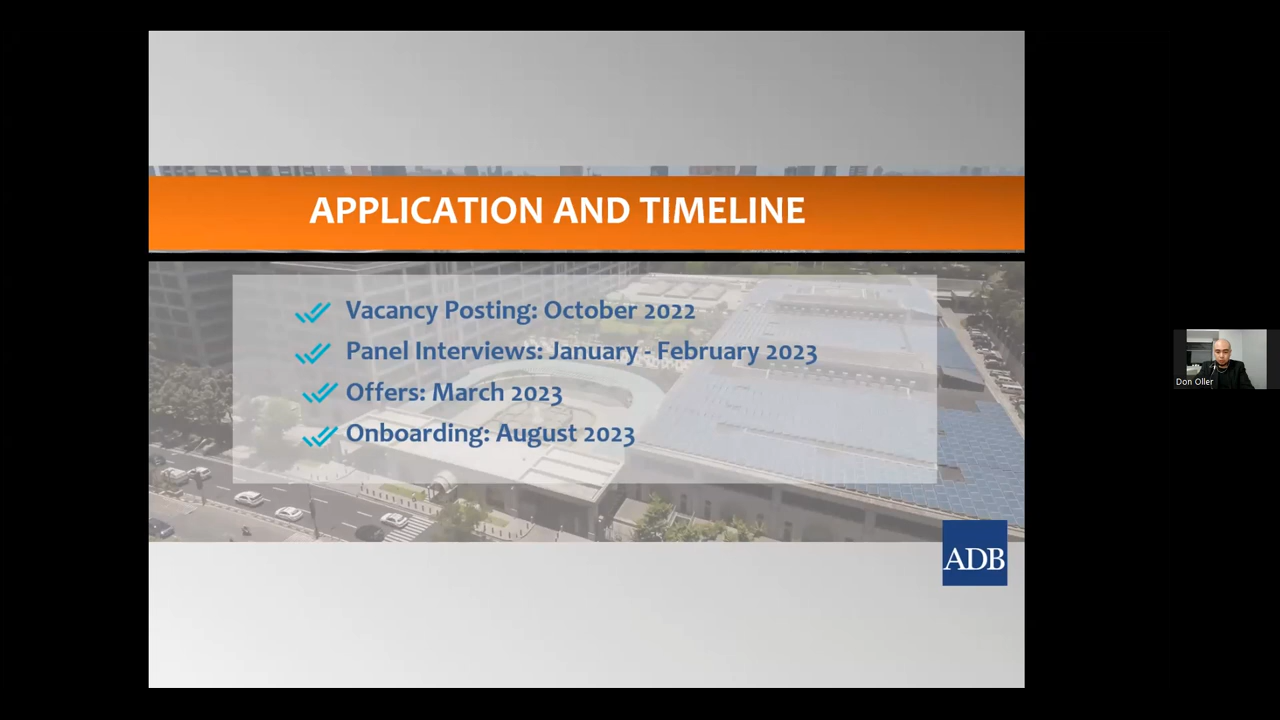 APPLICATION AND TIMELINE
Vacancy Posting: October 2022
Panel Interviews: January - February 2023
Offers: March 2023
Onboarding: August 2023
ADB
Don Oller